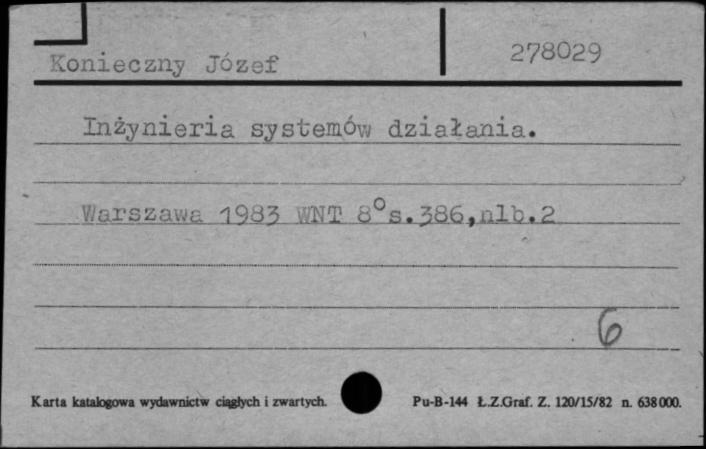 Konieczny Józef 278029
Inżynieria systemów działania.
Warszawa 1983 WNT 8° s.386,nlb.2
6
Karta katalogowa wydawnictw ciągłych i zwartych. Pu-B-144 Ł.Z.Graf. Z. 120/15/82 n. 638000.